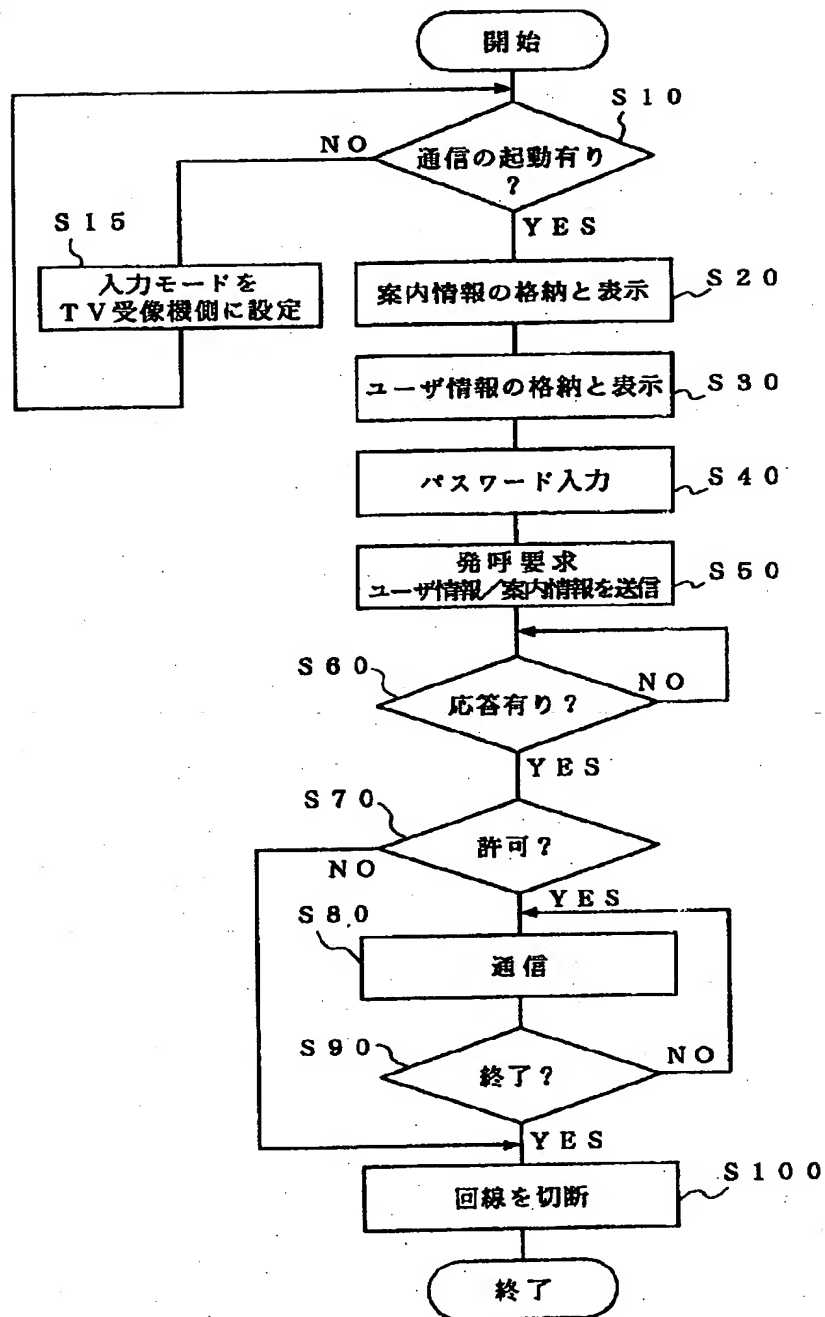 開始
S10
通信の起動有り
?
NO
YES
S15
入力モードを
TV受像機側に設定
案内情報の格納と表示
S20
ユーザ情報の格納と表示
S30
パスワード入力
S40
発呼要求
ユーザ情報/案内情報を送信
S50
S60
応答有り?
NO
YES
S70
許可?
NO
YES
S80
通信
S90
終了?
NO
YES
回線を切断
S100
終了